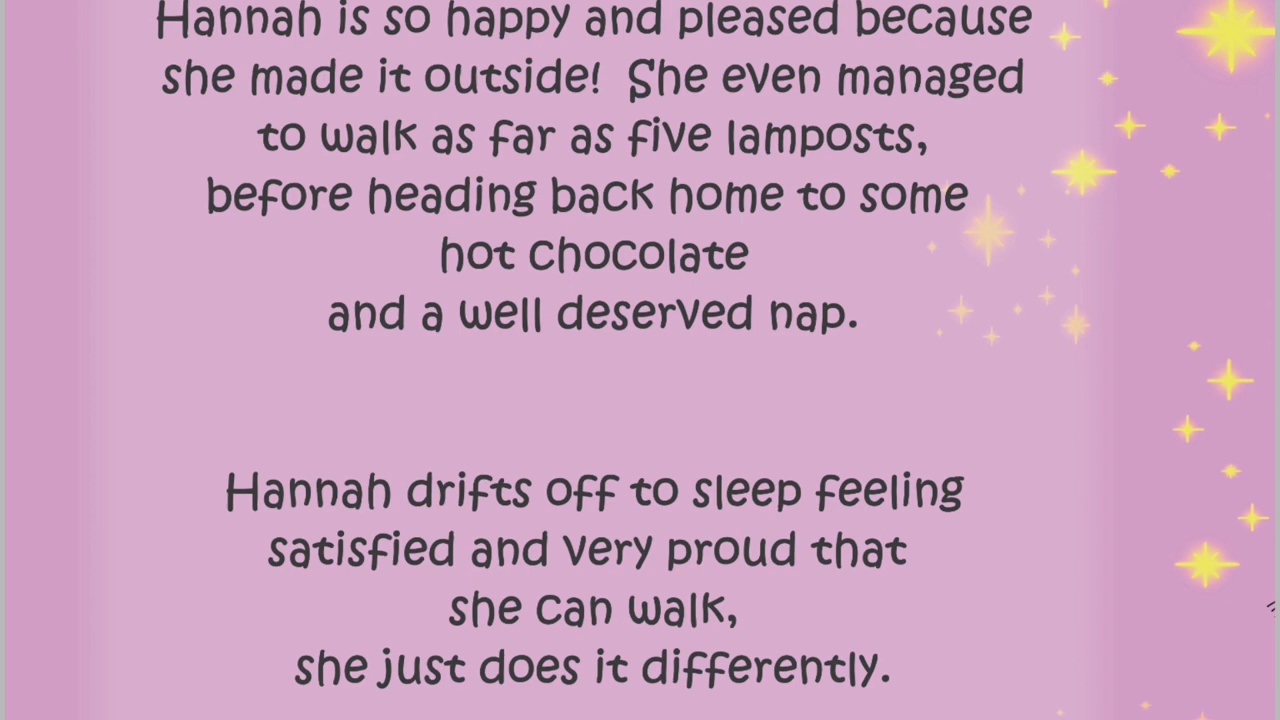 Hannah is so happy and pleased because
she made it outside! She even managed
to walk as far as five lamposts,
before heading back home to some
hot chocolate
and a well deserved nap.
Hannah drifts off to sleep feeling
satisfied and very proud that
she can walk,
she just does it differently.